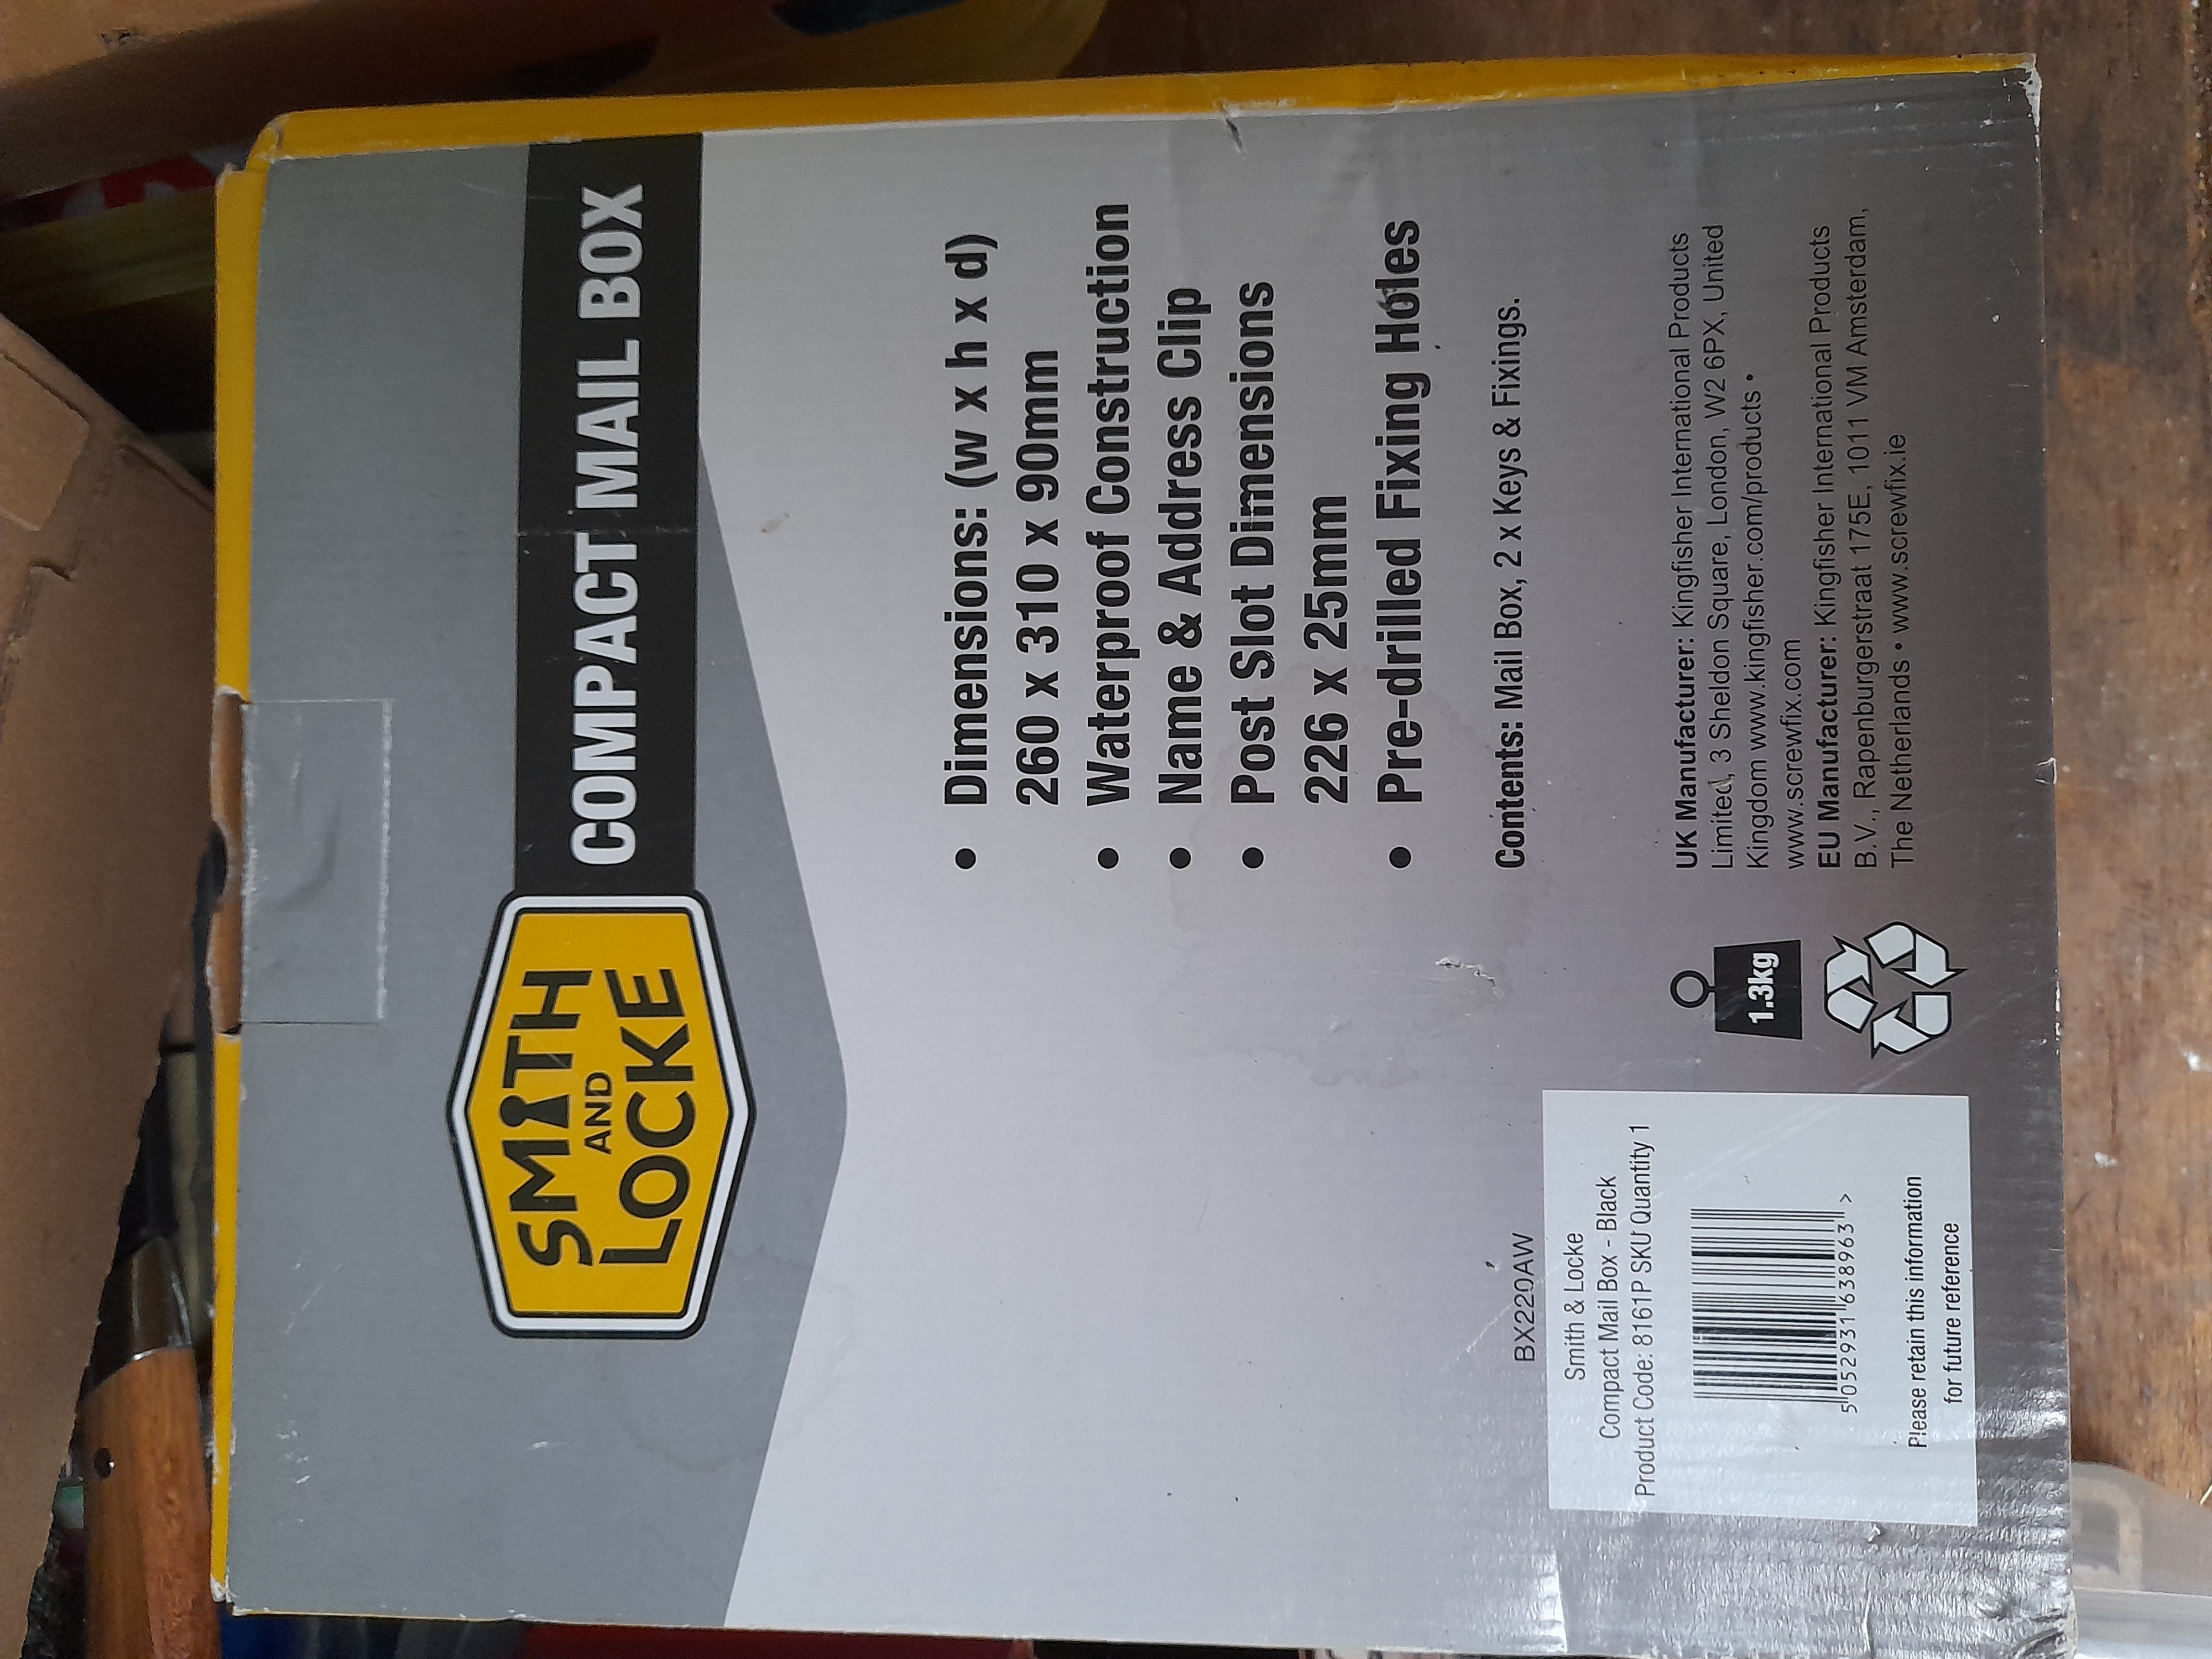 SMITH
AND
LOCKE
COMPACT MAIL BOX
• Dimensions: (w x h x d)
260 x 310 x 90mm
• Waterproof Construction
• Name & Address Clip
• Post Slot Dimensions
226 x 25mm
• Pre-drilled Fixing Holes
Contents: Mail Box, 2 x Keys & Fixings.
BX220AW
Smith & Locke
Compact Mail Box - Black
Product Code: 8161P SKU Quantity 1
5 052931 638963 >
Please retain this information
for future reference
1.3kg
UK Manufacturer: Kingfisher International Products
Limited, 3 Sheldon Square, London, W2 6PX, United
Kingdom www.kingfisher.com/products •
www.screwfix.com
EU Manufacturer: Kingfisher International Products
B.V., Rapenburgerstraat 175E, 1011 VM Amsterdam,
The Netherlands • www.screwfix.ie